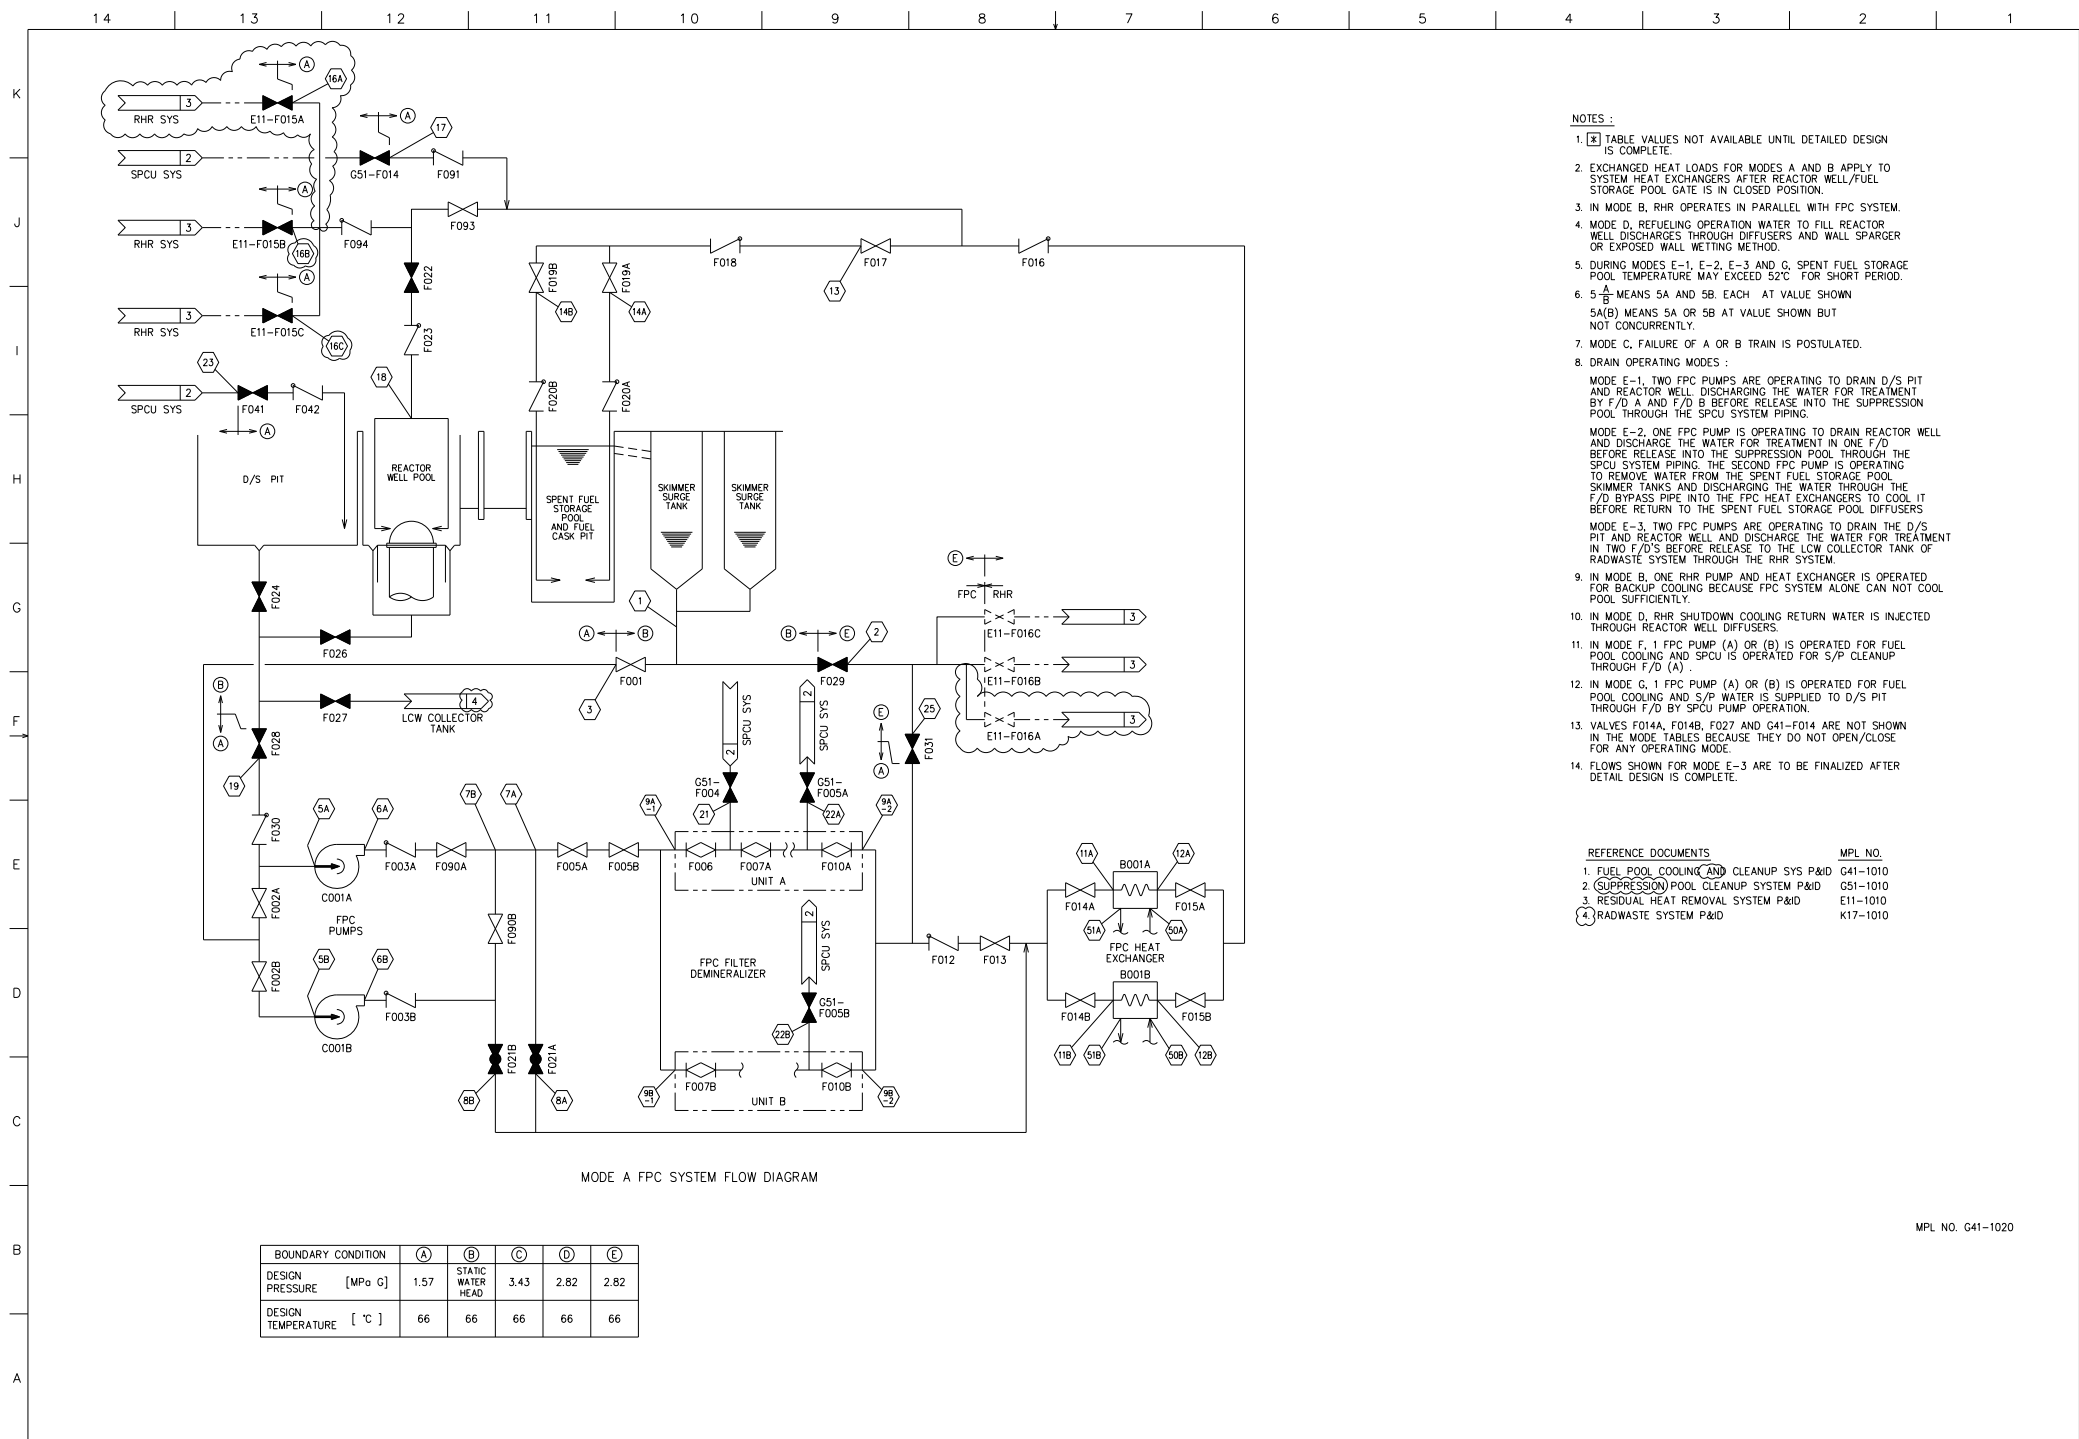 14 13 12 11 10 9 8 7 6 5 4 3 2 1
K
J
I
H
G
F
E
D
C
B
A
A
16A
3
RHR SYS
E11-F015A
A
17
2
SPCU SYS
G51-F014
F091
A
3
RHR SYS
E11-F015B
16B
F094
F093
A
3
RHR SYS
E11-F015C
16C
F022
F023
18
23
2
SPCU SYS
F041
F042
A
F019B
F019A
14B
14A
F018
F017
F016
13
F020B
F020A
D/S PIT
REACTOR
WELL POOL
SPENT FUEL
STORAGE
POOL
AND FUEL
CASK PIT
SKIMMER
SURGE
TANK
SKIMMER
SURGE
TANK
E
FPC RHR
E11-F016C
3
E11-F016B
3
E11-F016A
3
F024
F026
1
A B
B E
2
F001
F029
3
B
A
F027
4
LCW COLLECTOR
TANK
F028
19
2
SPCU SYS
2
SPCU SYS
E
A
25
F031
G51-
F004
G51-
F005A
21
22A
F030
5A
6A
7B
7A
9A
-1
9A
-2
C001A
F003A
F090A
F005A
F005B
F006
F007A
F010A
UNIT A
F002A
FPC
PUMPS
F090B
F002B
5B
6B
C001B
F003B
FPC FILTER
DEMINERALIZER
2
SPCU SYS
G51-
F005B
22B
F021B
F021A
8B
8A
F007B
F010B
9B
-1
9B
-2
UNIT B
F012
F013
11A
B001A
12A
F014A
F015A
51A
50A
FPC HEAT
EXCHANGER
B001B
F014B
F015B
11B
51B
50B
12B
MODE A FPC SYSTEM FLOW DIAGRAM
BOUNDARY CONDITION A B C D E
DESIGN
PRESSURE [MPa G] 1.57 STATIC WATER HEAD 3.43 2.82 2.82
DESIGN
TEMPERATURE [ °C ] 66 66 66 66 66
NOTES :
1. * TABLE VALUES NOT AVAILABLE UNTIL DETAILED DESIGN
IS COMPLETE.
2. EXCHANGED HEAT LOADS FOR MODES A AND B APPLY TO
SYSTEM HEAT EXCHANGERS AFTER REACTOR WELL/FUEL
STORAGE POOL GATE IS IN CLOSED POSITION.
3. IN MODE B, RHR OPERATES IN PARALLEL WITH FPC SYSTEM.
4. MODE D, REFUELING OPERATION WATER TO FILL REACTOR
WELL DISCHARGES THROUGH DIFFUSERS AND WALL SPARGER
OR EXPOSED WALL WETTING METHOD.
5. DURING MODES E-1, E-2, E-3 AND G, SPENT FUEL STORAGE
POOL TEMPERATURE MAY EXCEED 52°C FOR SHORT PERIOD.
6. 5 A/B MEANS 5A AND 5B. EACH AT VALUE SHOWN
5A(B) MEANS 5A OR 5B AT VALUE SHOWN BUT
NOT CONCURRENTLY.
7. MODE C, FAILURE OF A OR B TRAIN IS POSTULATED.
8. DRAIN OPERATING MODES :
MODE E-1, TWO FPC PUMPS ARE OPERATING TO DRAIN D/S PIT
AND REACTOR WELL. DISCHARGING THE WATER FOR TREATMENT
BY F/D A AND F/D B BEFORE RELEASE INTO THE SUPPRESSION
POOL THROUGH THE SPCU SYSTEM PIPING.
MODE E-2, ONE FPC PUMP IS OPERATING TO DRAIN REACTOR WELL
AND DISCHARGE THE WATER FOR TREATMENT IN ONE F/D
BEFORE RELEASE INTO THE SUPPRESSION POOL THROUGH THE
SPCU SYSTEM PIPING. THE SECOND FPC PUMP IS OPERATING
TO REMOVE WATER FROM THE SPENT FUEL STORAGE POOL
SKIMMER TANKS AND DISCHARGING THE WATER THROUGH THE
F/D BYPASS PIPE INTO THE FPC HEAT EXCHANGERS TO COOL IT
BEFORE RETURN TO THE SPENT FUEL STORAGE POOL DIFFUSERS
MODE E-3, TWO FPC PUMPS ARE OPERATING TO DRAIN THE D/S
PIT AND REACTOR WELL AND DISCHARGE THE WATER FOR TREATMENT
IN TWO F/D'S BEFORE RELEASE TO THE LCW COLLECTOR TANK OF
RADWASTE SYSTEM THROUGH THE RHR SYSTEM.
9. IN MODE B, ONE RHR PUMP AND HEAT EXCHANGER IS OPERATED
FOR BACKUP COOLING BECAUSE FPC SYSTEM ALONE CAN NOT COOL
POOL SUFFICIENTLY.
10. IN MODE D, RHR SHUTDOWN COOLING RETURN WATER IS INJECTED
THROUGH REACTOR WELL DIFFUSERS.
11. IN MODE F, 1 FPC PUMP (A) OR (B) IS OPERATED FOR FUEL
POOL COOLING AND SPCU IS OPERATED FOR S/P CLEANUP
THROUGH F/D (A) .
12. IN MODE G, 1 FPC PUMP (A) OR (B) IS OPERATED FOR FUEL
POOL COOLING AND S/P WATER IS SUPPLIED TO D/S PIT
THROUGH F/D BY SPCU PUMP OPERATION.
13. VALVES F014A, F014B, F027 AND G41-F014 ARE NOT SHOWN
IN THE MODE TABLES BECAUSE THEY DO NOT OPEN/CLOSE
FOR ANY OPERATING MODE.
14. FLOWS SHOWN FOR MODE E-3 ARE TO BE FINALIZED AFTER
DETAIL DESIGN IS COMPLETE.
REFERENCE DOCUMENTS MPL NO.
1. FUEL POOL COOLING AND CLEANUP SYS P&ID G41-1010
2. SUPPRESSION POOL CLEANUP SYSTEM P&ID G51-1010
3. RESIDUAL HEAT REMOVAL SYSTEM P&ID E11-1010
4. RADWASTE SYSTEM P&ID K17-1010
MPL NO. G41-1020